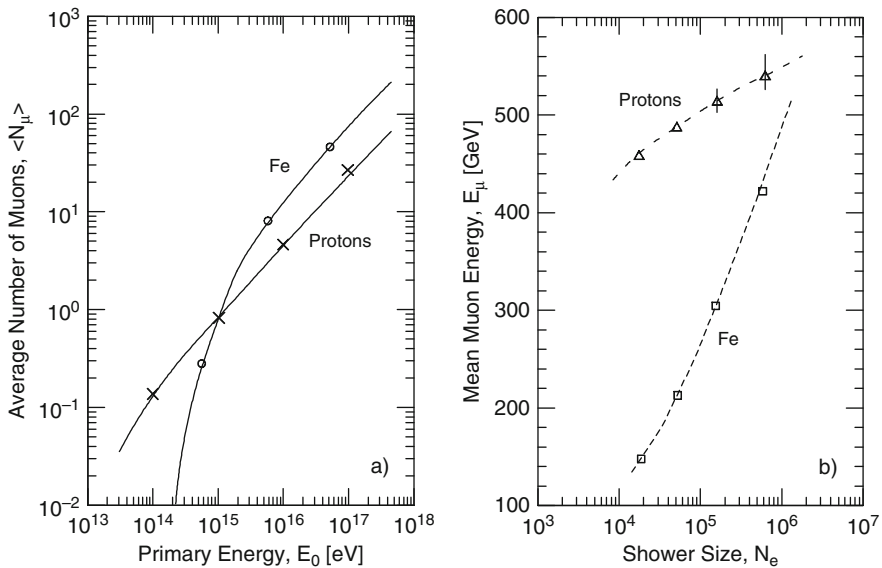 10³
10²
10¹
10⁰
10⁻¹
10⁻²
Average Number of Muons, <N_μ>
Fe
Protons
a)
10¹³ 10¹⁴ 10¹⁵ 10¹⁶ 10¹⁷ 10¹⁸
Primary Energy, E₀ [eV]
600
500
400
300
200
100
Mean Muon Energy, E_μ [GeV]
Protons
Fe
b)
10³ 10⁴ 10⁵ 10⁶ 10⁷
Shower Size, Nₑ